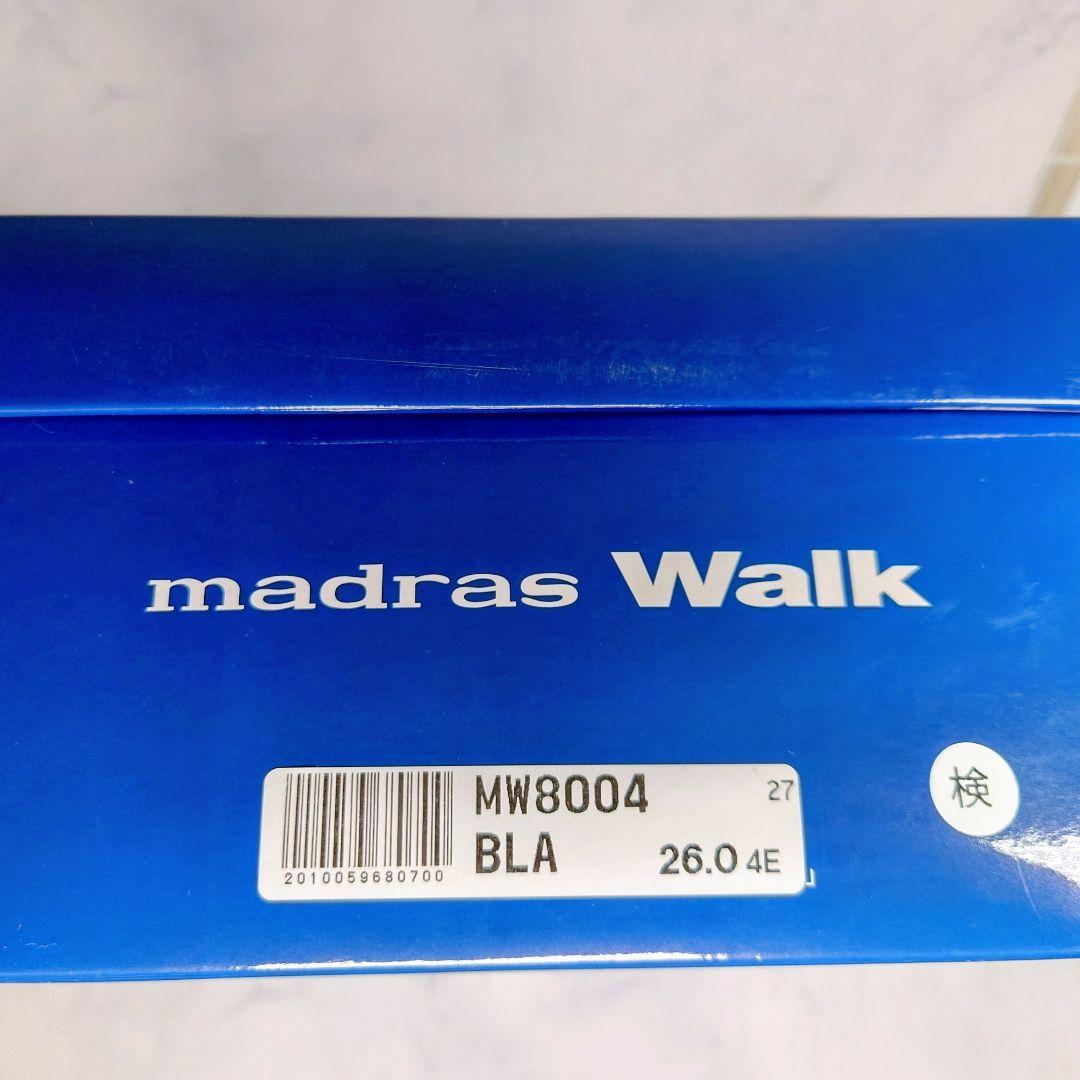 madras Walk
MW8004 27
BLA 26.0 4E
2010059680700
検